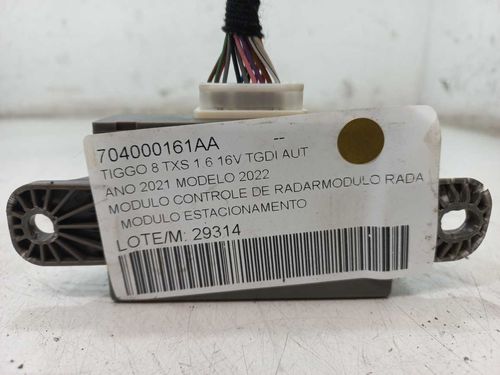 704000161AA --
TIGGO 8 TXS 1.6 16V TGDI AUT
ANO 2021 MODELO 2022
MODULO CONTROLE DE RADARMODULO RADA
MODULO ESTACIONAMENTO
LOTE/M: 29314